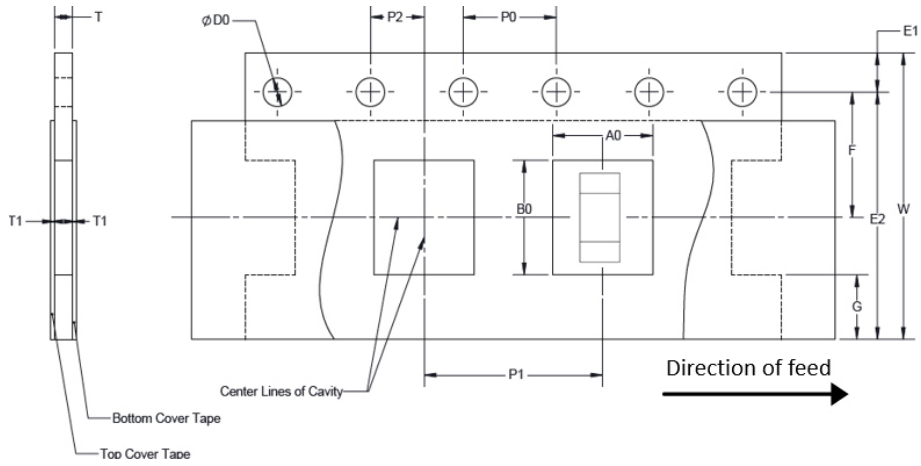 T
P2
P0
E1
ϕD0
A0
F
B0
E2
W
T1
T1
G
P1
Direction of feed
Center Lines of Cavity
Bottom Cover Tape
Top Cover Tape